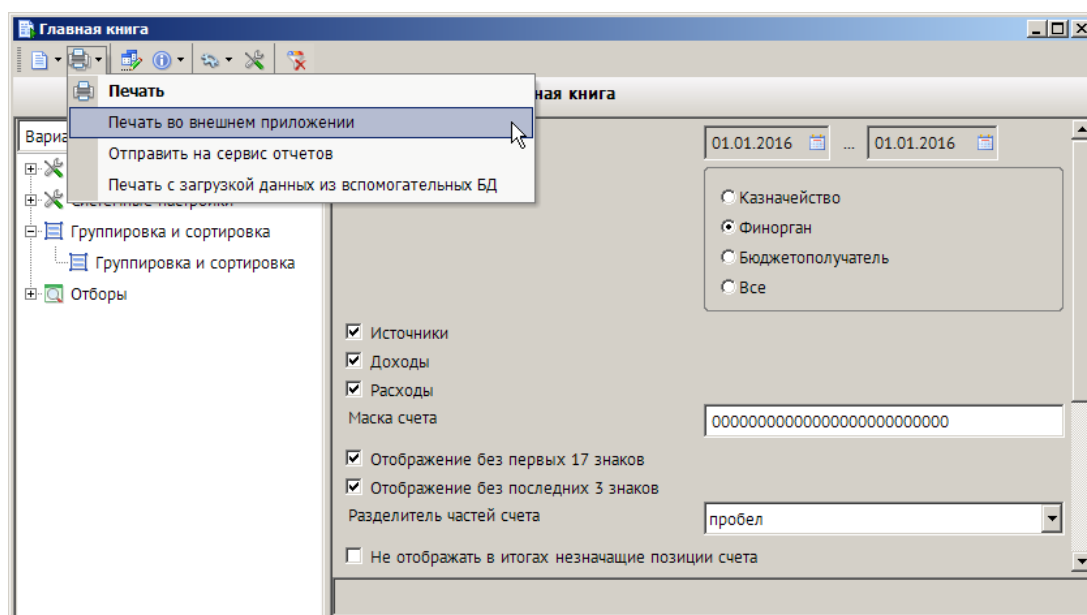 Главная книга
Печать
ная книга
Печать во внешнем приложении
Отправить на сервис отчетов
Печать с загрузкой данных из вспомогательных БД
Вариа
Системные настройки
Группировка и сортировка
Группировка и сортировка
Отборы
01.01.2016 ... 01.01.2016
Казначейство
Финорган
Бюджетополучатель
Все
Источники
Доходы
Расходы
Маска счета
00000000000000000000000000
Отображение без первых 17 знаков
Отображение без последних 3 знаков
Разделитель частей счета
пробел
Не отображать в итогах незначащие позиции счета